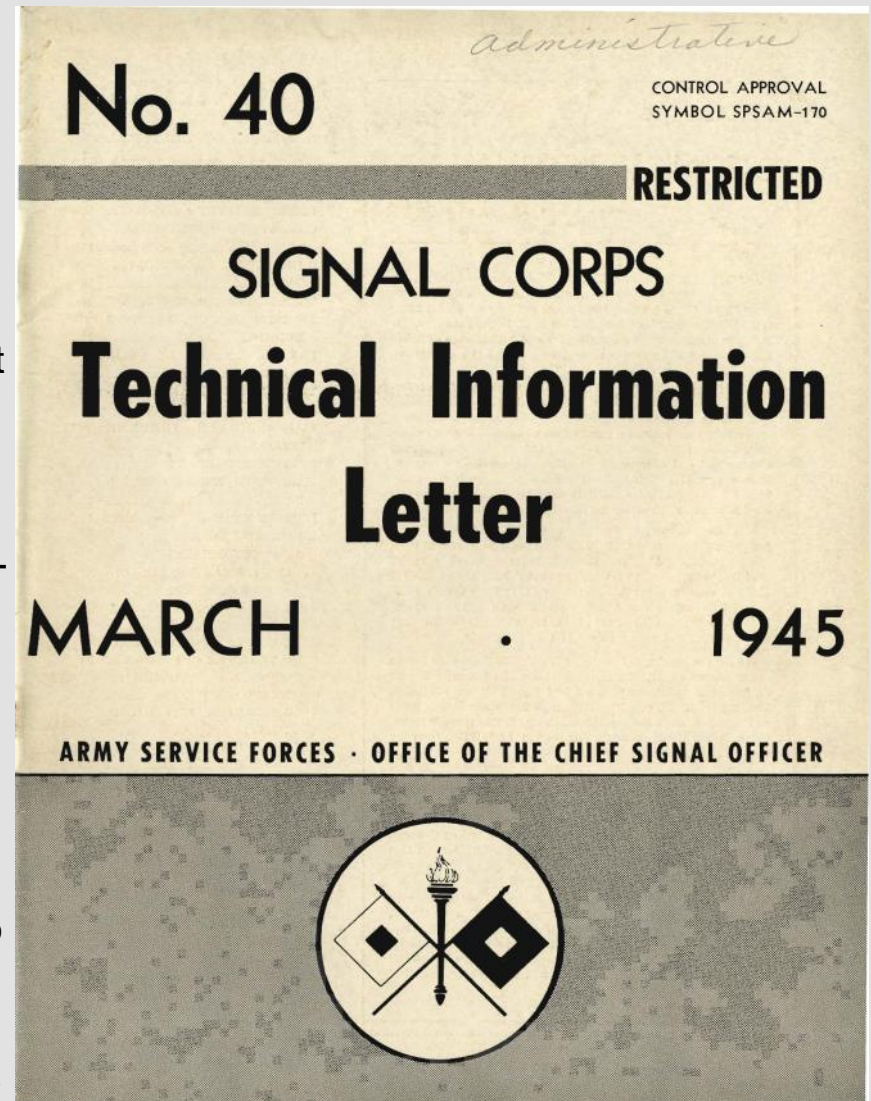 administrative
No. 40
CONTROL APPROVAL
SYMBOL SPSAM-170
RESTRICTED
SIGNAL CORPS
Technical Information
Letter
MARCH · 1945
ARMY SERVICE FORCES · OFFICE OF THE CHIEF SIGNAL OFFICER